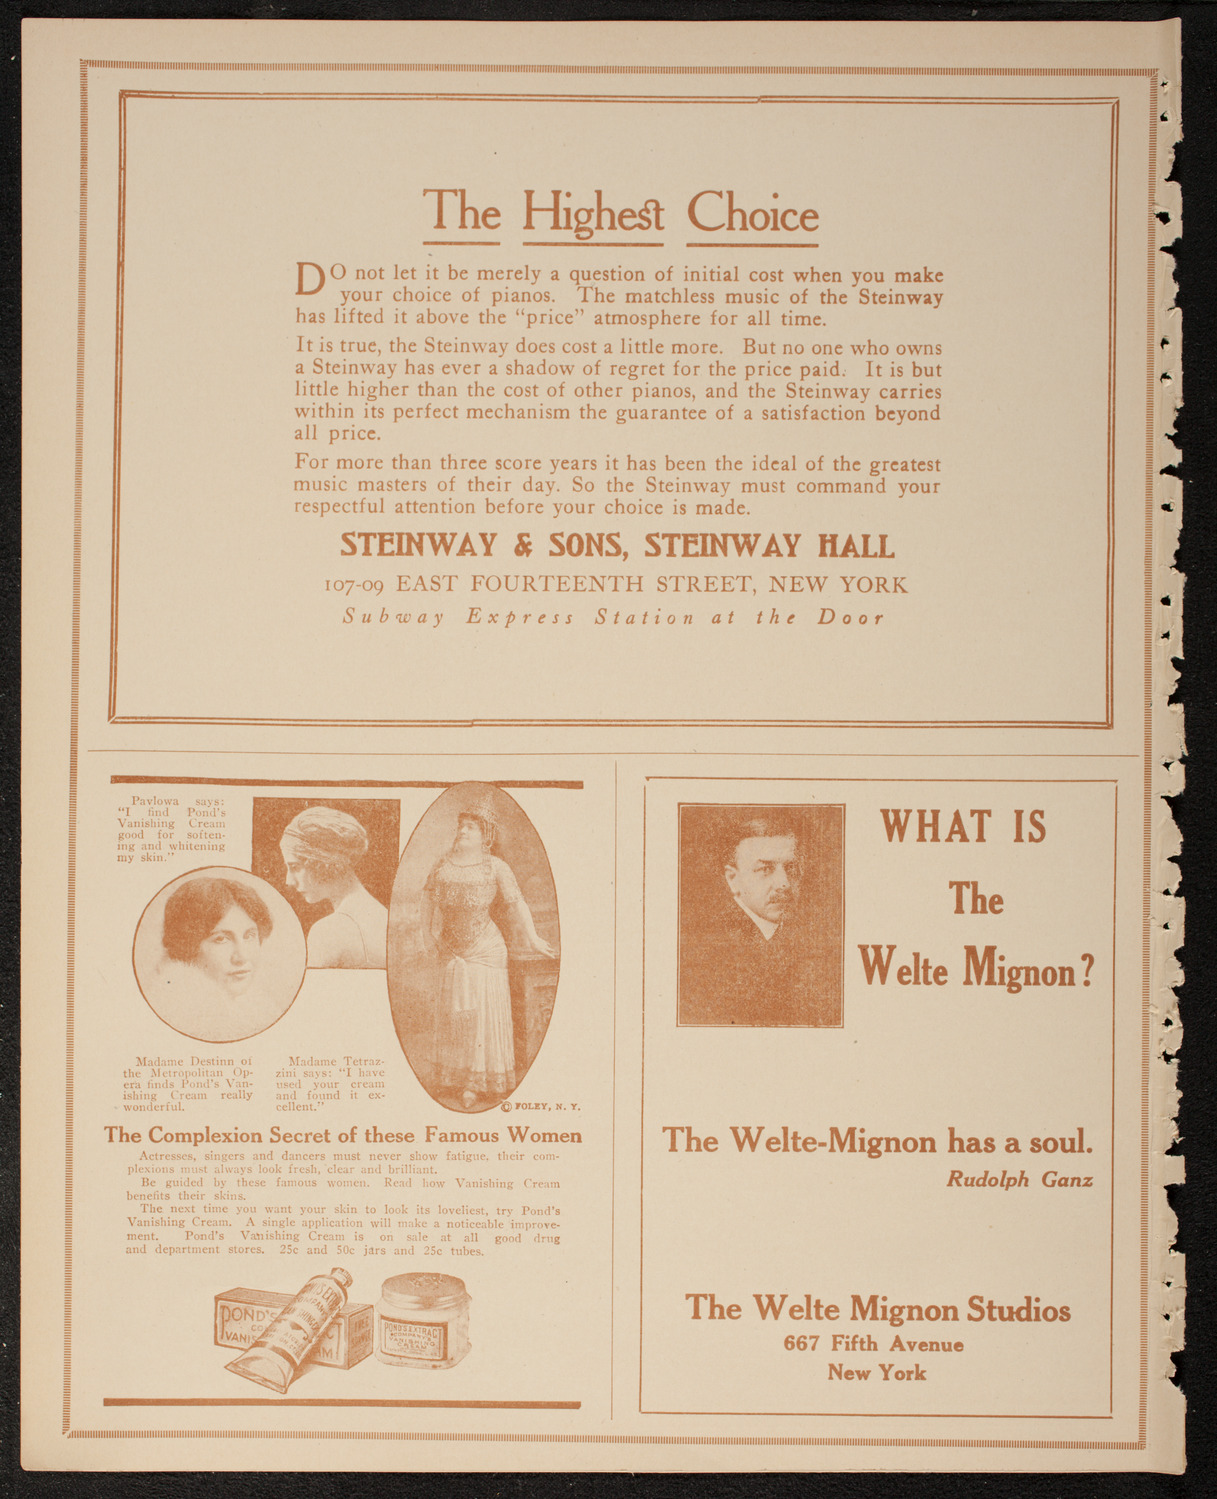 The Highest Choice
DO not let it be merely a question of initial cost when you make
your choice of pianos. The matchless music of the Steinway
has lifted it above the "price" atmosphere for all time.
It is true, the Steinway does cost a little more. But no one who owns
a Steinway has ever a shadow of regret for the price paid. It is but
little higher than the cost of other pianos, and the Steinway carries
within its perfect mechanism the guarantee of a satisfaction beyond
all price.
For more than three score years it has been the ideal of the greatest
music masters of their day. So the Steinway must command your
respectful attention before your choice is made.
STEINWAY & SONS, STEINWAY HALL
107-09 EAST FOURTEENTH STREET, NEW YORK
Subway Express Station at the Door
Pavlowa says:
"I find Pond's
Vanishing Cream
good for soften-
ing and whitening
my skin."
Madame Destinn of
the Metropolitan Op-
era finds Pond's Van-
ishing Cream really
wonderful.
Madame Tetraz-
zini says: "I have
used your cream
and found it ex-
cellent."
© FOLEY, N. Y.
The Complexion Secret of these Famous Women
Actresses, singers and dancers must never show fatigue, their com-
plexions must always look fresh, clear and brilliant.
Be guided by these famous women. Read how Vanishing Cream
benefits their skins.
The next time you want your skin to look its loveliest, try Pond's
Vanishing Cream. A single application will make a noticeable improve-
ment. Pond's Vanishing Cream is on sale at all good drug
and department stores. 25c and 50c jars and 25c tubes.
POND'S
CO
VANIS
AM
POND'S EXTRACT
COMPANY'S
VANISHING
CREAM
WHAT IS
The
Welte Mignon?
The Welte-Mignon has a soul.
Rudolph Ganz
The Welte Mignon Studios
667 Fifth Avenue
New York